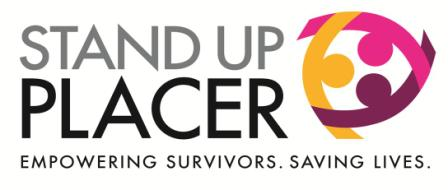 STAND UP
PLACER
EMPOWERING SURVIVORS. SAVING LIVES.